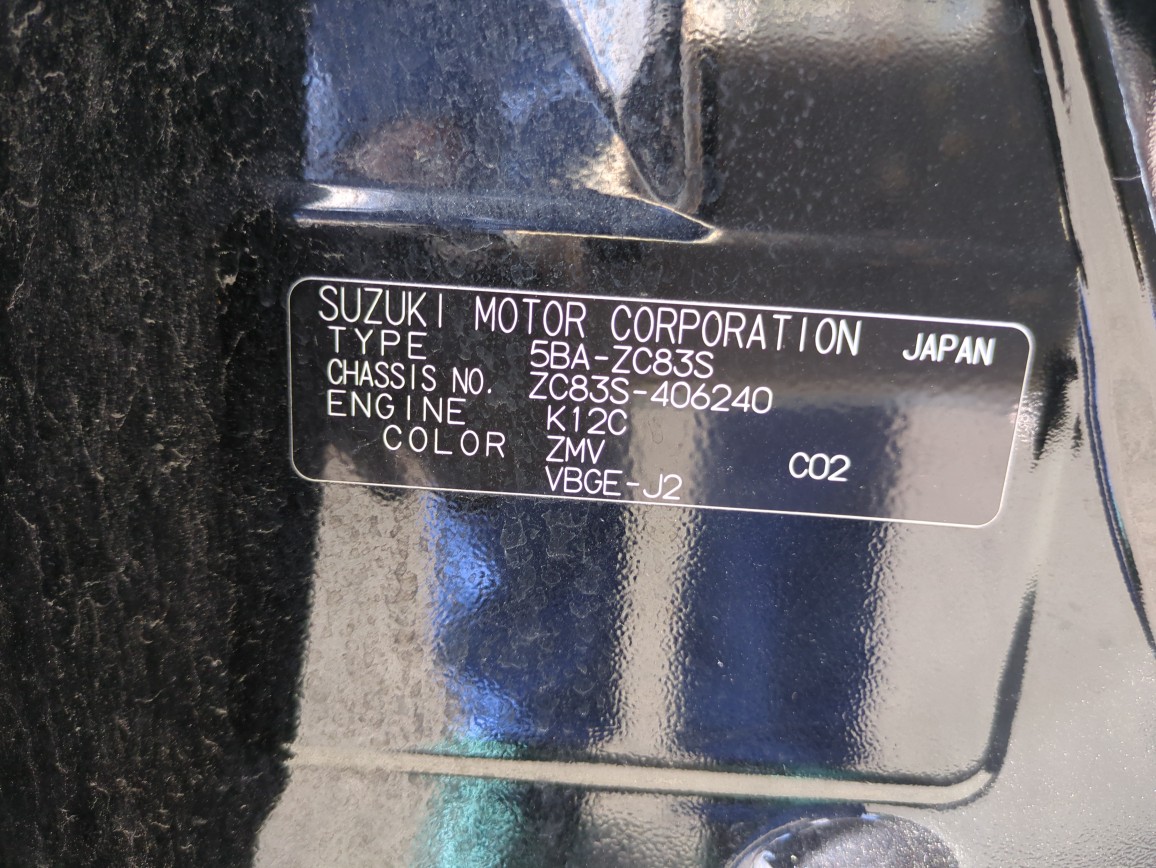 SUZUKI MOTOR CORPORATION JAPAN
TYPE 5BA-ZC83S
CHASSIS NO. ZC83S-406240
ENGINE K12C
COLOR ZMV C02
VBGE-J2